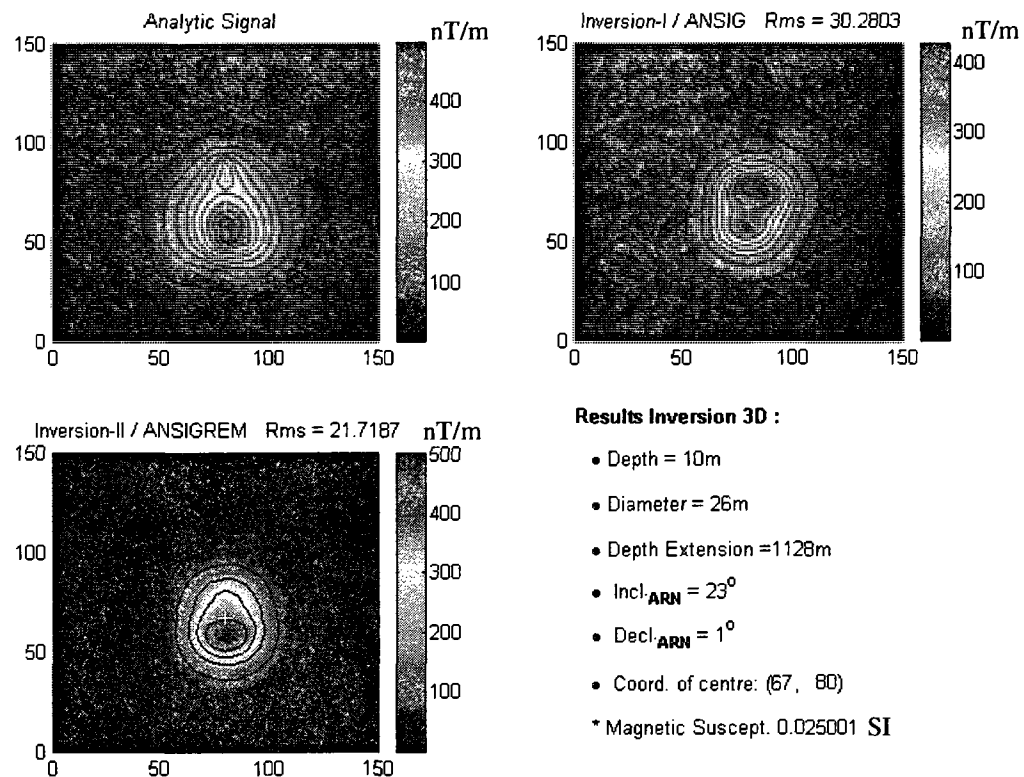 Analytic Signal
nT/m
150
100
50
0
0 50 100 150
400
300
200
100
Inversion-I / ANSIG Rms = 30.2803
nT/m
150
100
50
0
0 50 100 150
400
300
200
100
Inversion-II / ANSIGREM Rms = 21.7187
nT/m
150
100
50
0
0 50 100 150
500
400
300
200
100
Results Inversion 3D :
• Depth = 10m
• Diameter = 26m
• Depth Extension =1128m
• Incl.ARN = 23°
• Decl.ARN = 1°
• Coord. of centre: (67, 80)
* Magnetic Suscept. 0.025001 SI